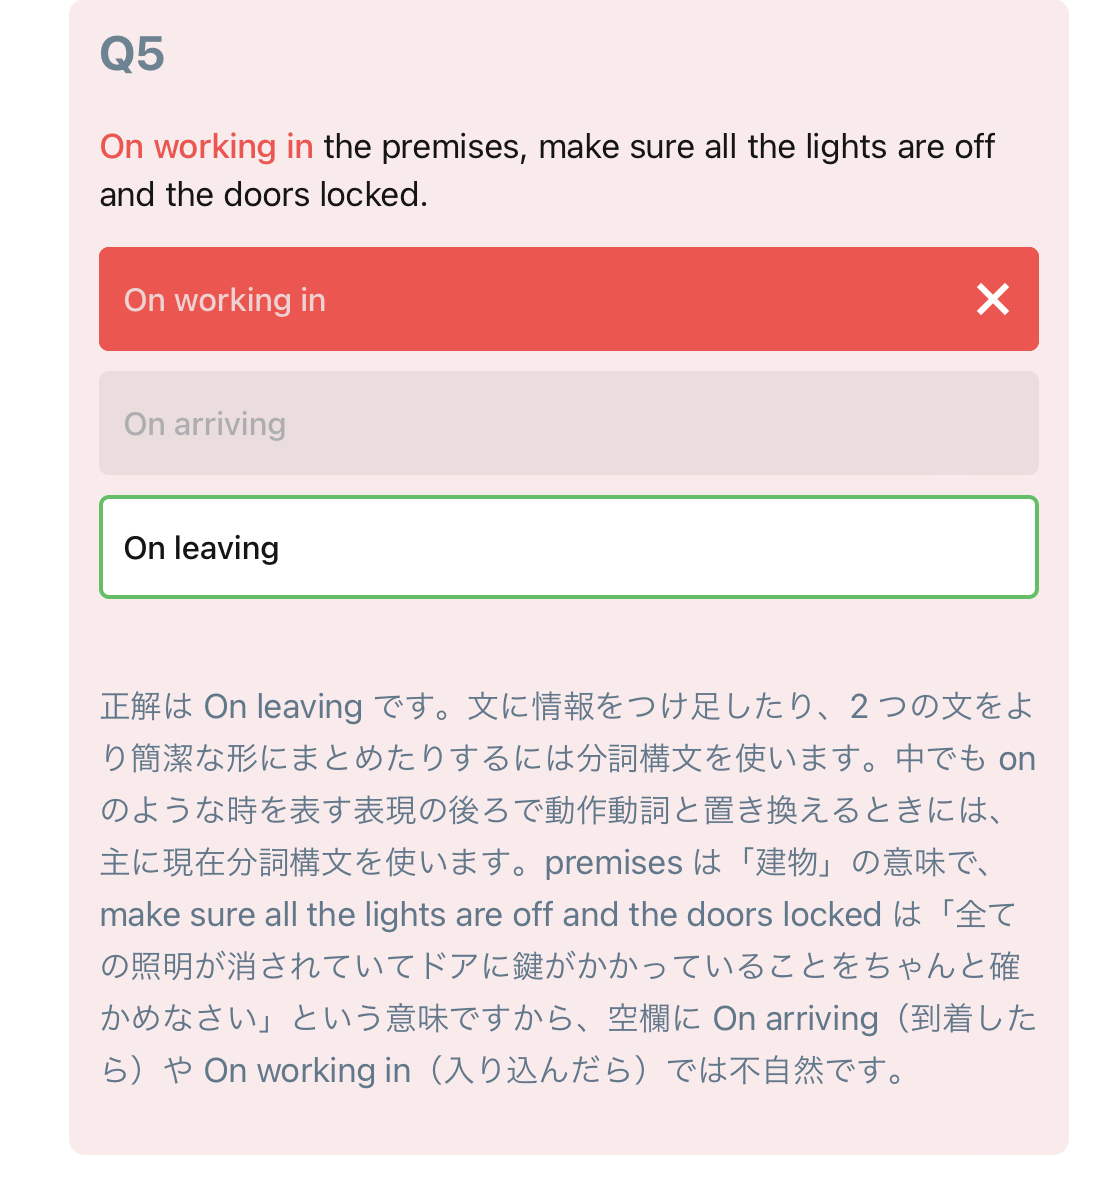 Q5
On working in the premises, make sure all the lights are off
and the doors locked.
On working in
On arriving
On leaving
正解は On leaving です。文に情報をつけ足したり、2 つの文をよ
り簡潔な形にまとめたりするには分詞構文を使います。中でも on
のような時を表す表現の後ろで動作動詞と置き換えるときには、
主に現在分詞構文を使います。premises は「建物」の意味で、
make sure all the lights are off and the doors locked は「全て
の照明が消されていてドアに鍵がかかっていることをちゃんと確
かめなさい」という意味ですから、空欄に On arriving（到着した
ら）や On working in（入り込んだら）では不自然です。